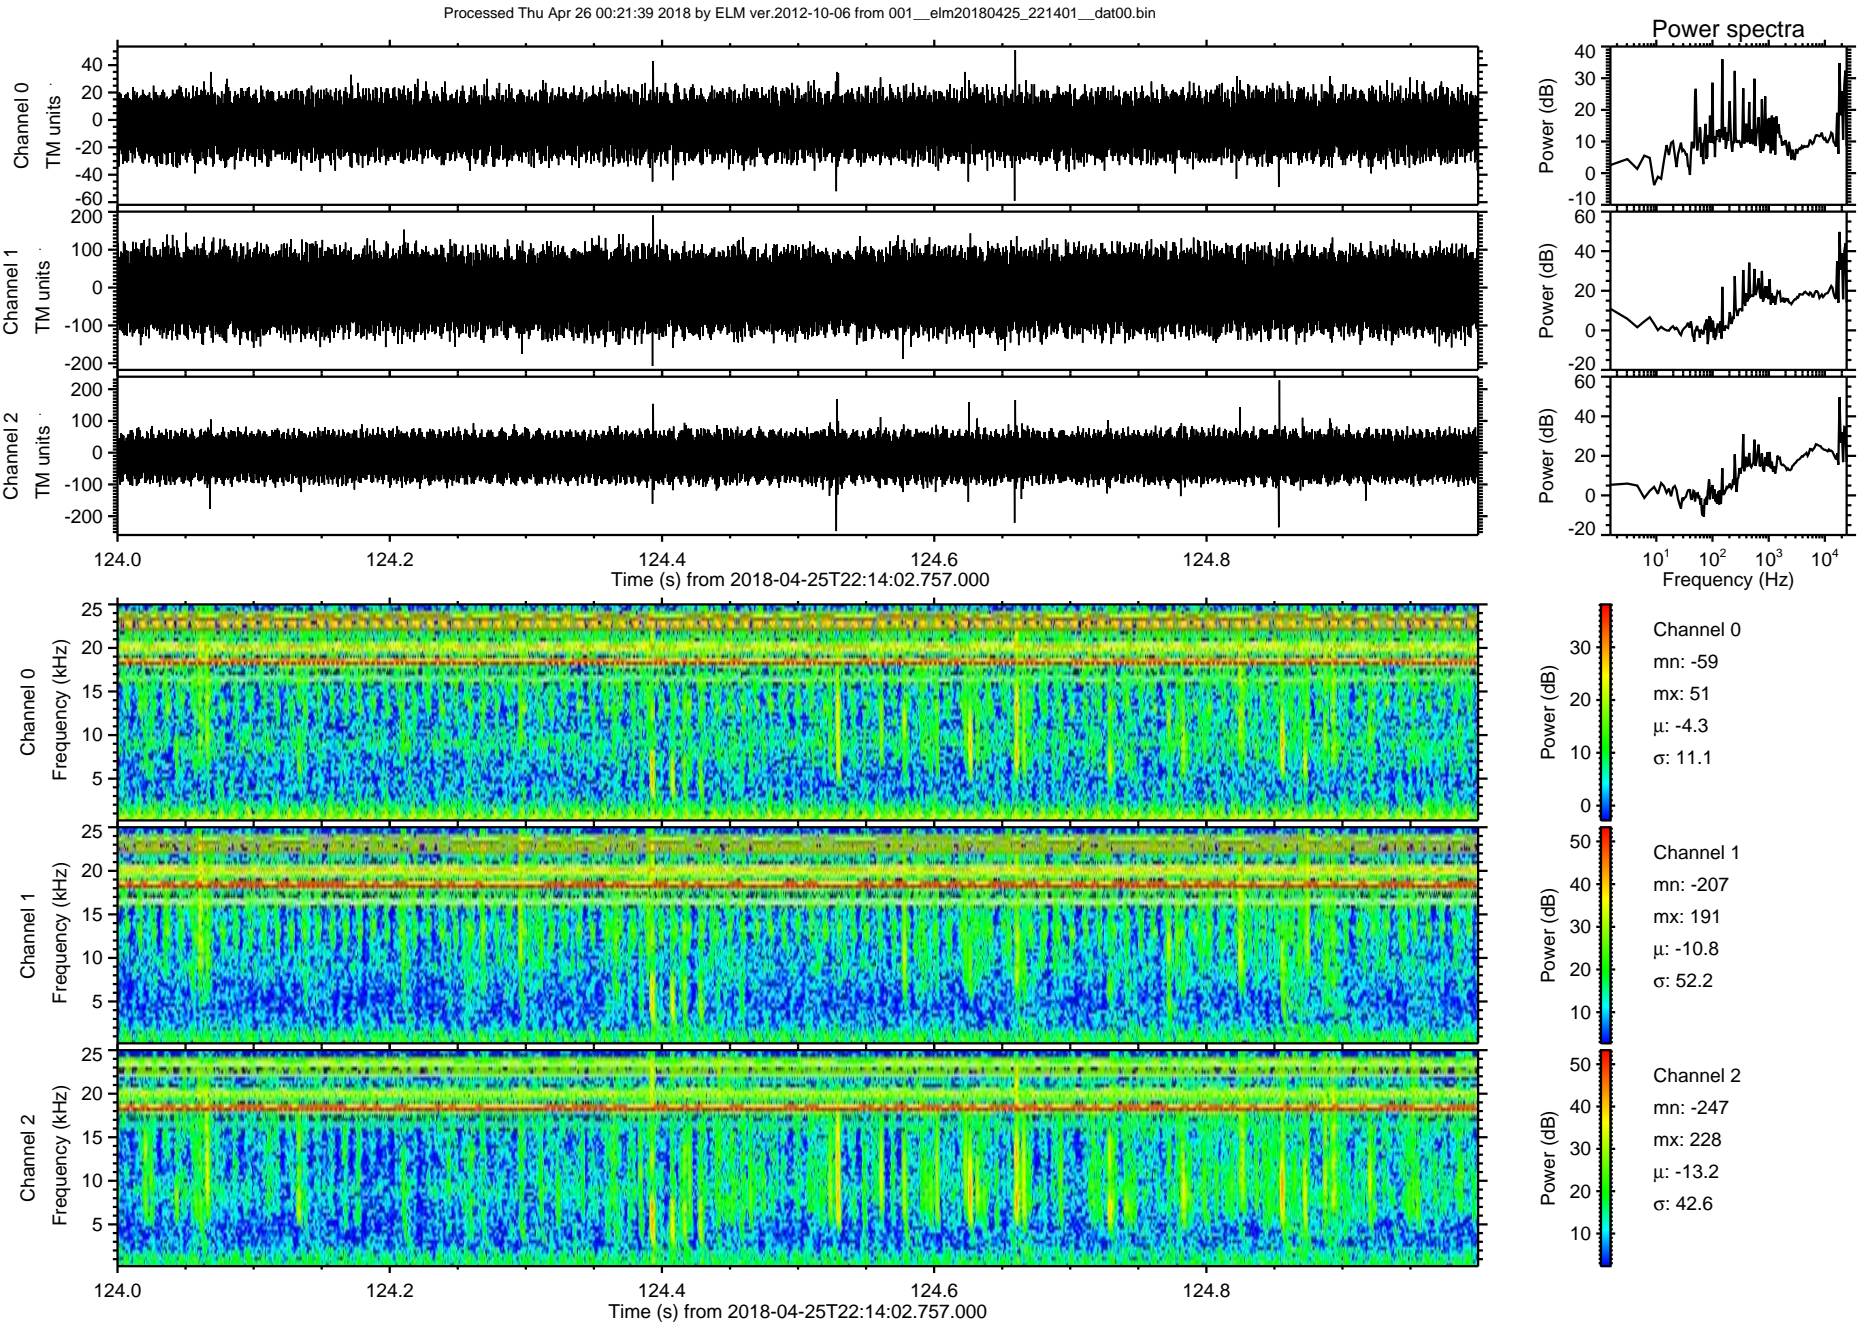 Processed Thu Apr 26 00:21:39 2018 by ELM ver.2012-10-06 from 001__elm20180425_221401__dat00.bin
Power spectra
Channel 0
TM units
40
20
0
-20
-40
-60
Power (dB)
40
30
20
10
0
-10
Channel 1
TM units
200
100
0
-100
-200
Power (dB)
60
40
20
0
-20
Channel 2
TM units
200
100
0
-100
-200
Power (dB)
60
40
20
0
-20
124.0 124.2 124.4 124.6 124.8
Time (s) from 2018-04-25T22:14:02.757.000
10^1 10^2 10^3 10^4
Frequency (Hz)
Channel 0
Frequency (kHz)
25
20
15
10
5
Power (dB)
30
20
10
0
Channel 0
mn: -59
mx: 51
μ: -4.3
σ: 11.1
Channel 1
Frequency (kHz)
25
20
15
10
5
Power (dB)
50
40
30
20
10
Channel 1
mn: -207
mx: 191
μ: -10.8
σ: 52.2
Channel 2
Frequency (kHz)
25
20
15
10
5
Power (dB)
50
40
30
20
10
Channel 2
mn: -247
mx: 228
μ: -13.2
σ: 42.6
124.0 124.2 124.4 124.6 124.8
Time (s) from 2018-04-25T22:14:02.757.000